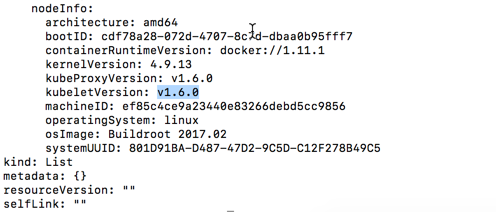 nodeInfo:
architecture: amd64
bootID: cdf78a28-072d-4707-8c7d-dbaa0b95fff7
containerRuntimeVersion: docker://1.11.1
kernelVersion: 4.9.13
kubeProxyVersion: v1.6.0
kubeletVersion: v1.6.0
machineID: ef85c4ce9a23440e83266debd5cc9856
operatingSystem: linux
osImage: Buildroot 2017.02
systemUUID: 801D91BA-D487-47D2-9C5D-C12F278B49C5
kind: List
metadata: {}
resourceVersion: ""
selfLink: ""